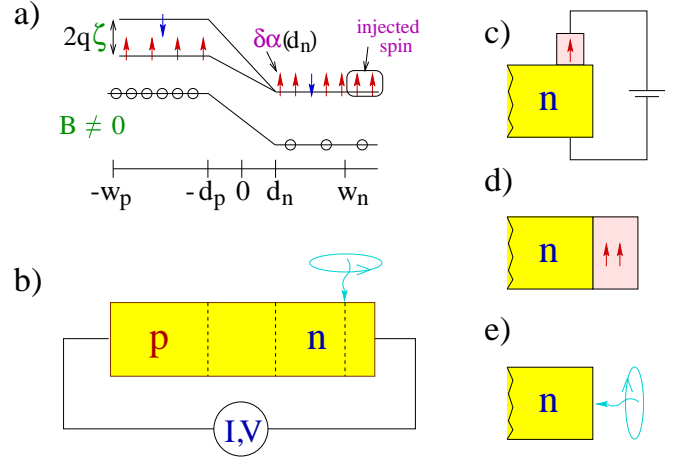 a)
2qζ
δα(dₙ)
injected
spin
B ≠ 0
-wₚ
-dₚ
0
dₙ
wₙ
b)
p
n
I,V
c)
n
d)
n
e)
n